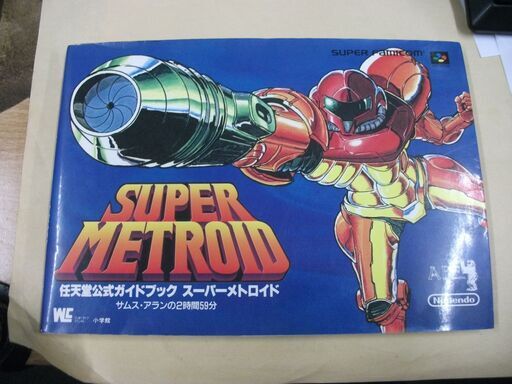 SUPER FAMICOM
SUPER
METROID
任天堂公式ガイドブック スーパーメトロイド
サムス・アランの2時間59分
小学館
Nintendo